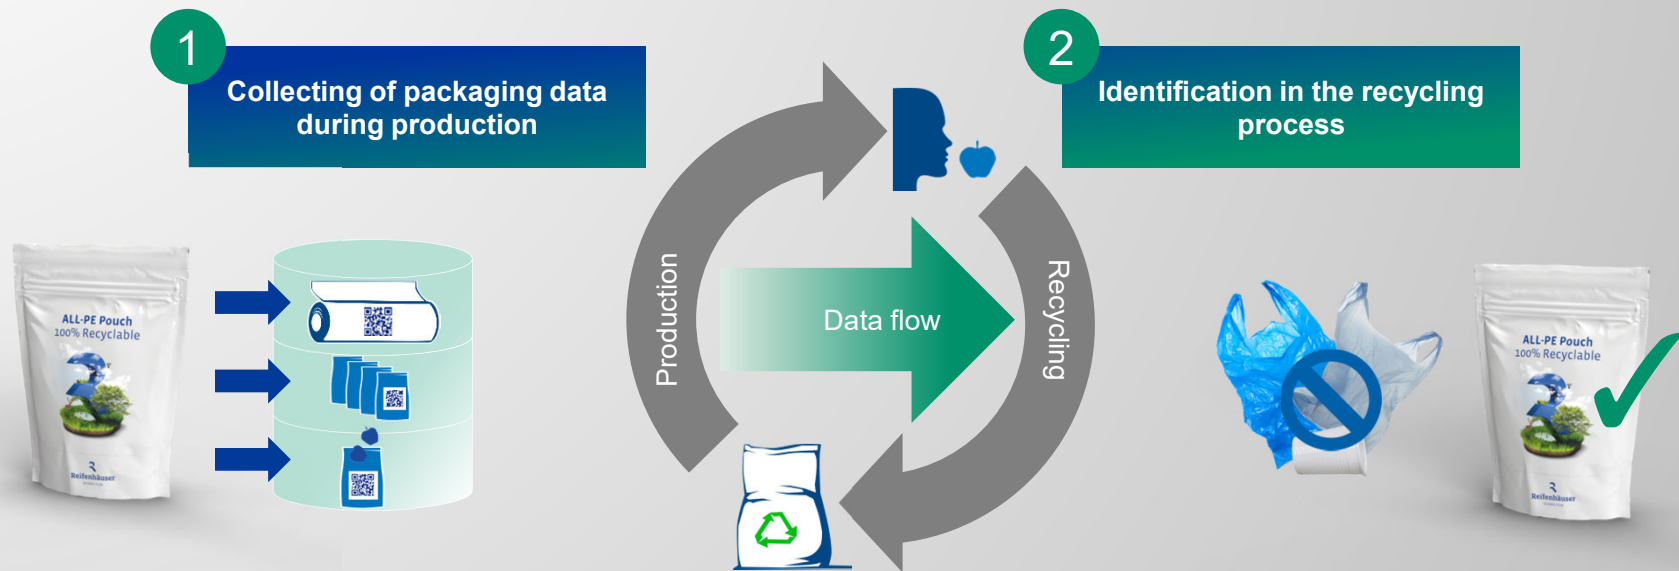 1
Collecting of packaging data
during production
2
Identification in the recycling
process
Production
Data flow
Recycling
ALL-PE Pouch
100% Recyclable
Reifenhäuser
ALL-PE Pouch
100% Recyclable
Reifenhäuser